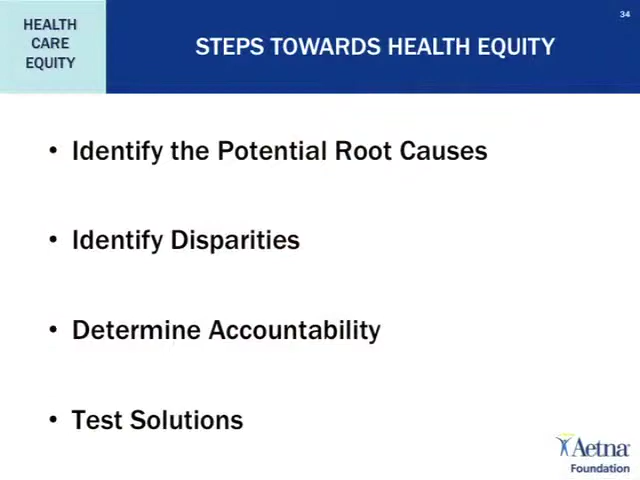 HEALTH
CARE
EQUITY
STEPS TOWARDS HEALTH EQUITY
34
• Identify the Potential Root Causes
• Identify Disparities
• Determine Accountability
• Test Solutions
Aetna
Foundation